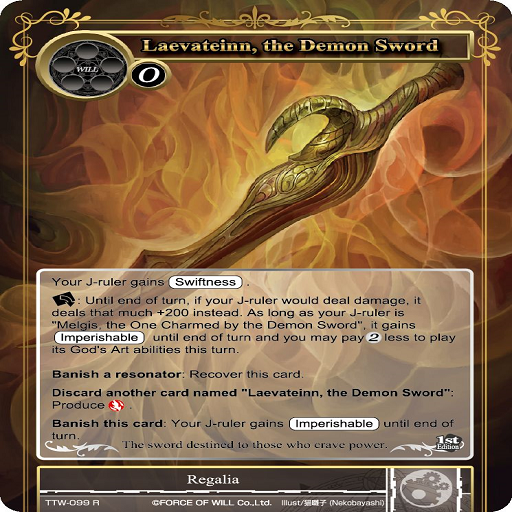 Laevateinn, the Demon Sword
WILL
0
Your J-ruler gains Swiftness .
: Until end of turn, if your J-ruler would deal damage, it
deals that much +200 instead. As long as your J-ruler is
"Melgis, the One Charmed by the Demon Sword", it gains
Imperishable until end of turn and you may pay 2 less to play
its God's Art abilities this turn.
Banish a resonator: Recover this card.
Discard another card named "Laevateinn, the Demon Sword":
Produce .
Banish this card: Your J-ruler gains Imperishable until end of
turn.
The sword destined to those who crave power.
1st
Edition
Regalia
TTW-099 R ©FORCE OF WILL Co.,Ltd. Illust/猫囃子 (Nekobayashi)